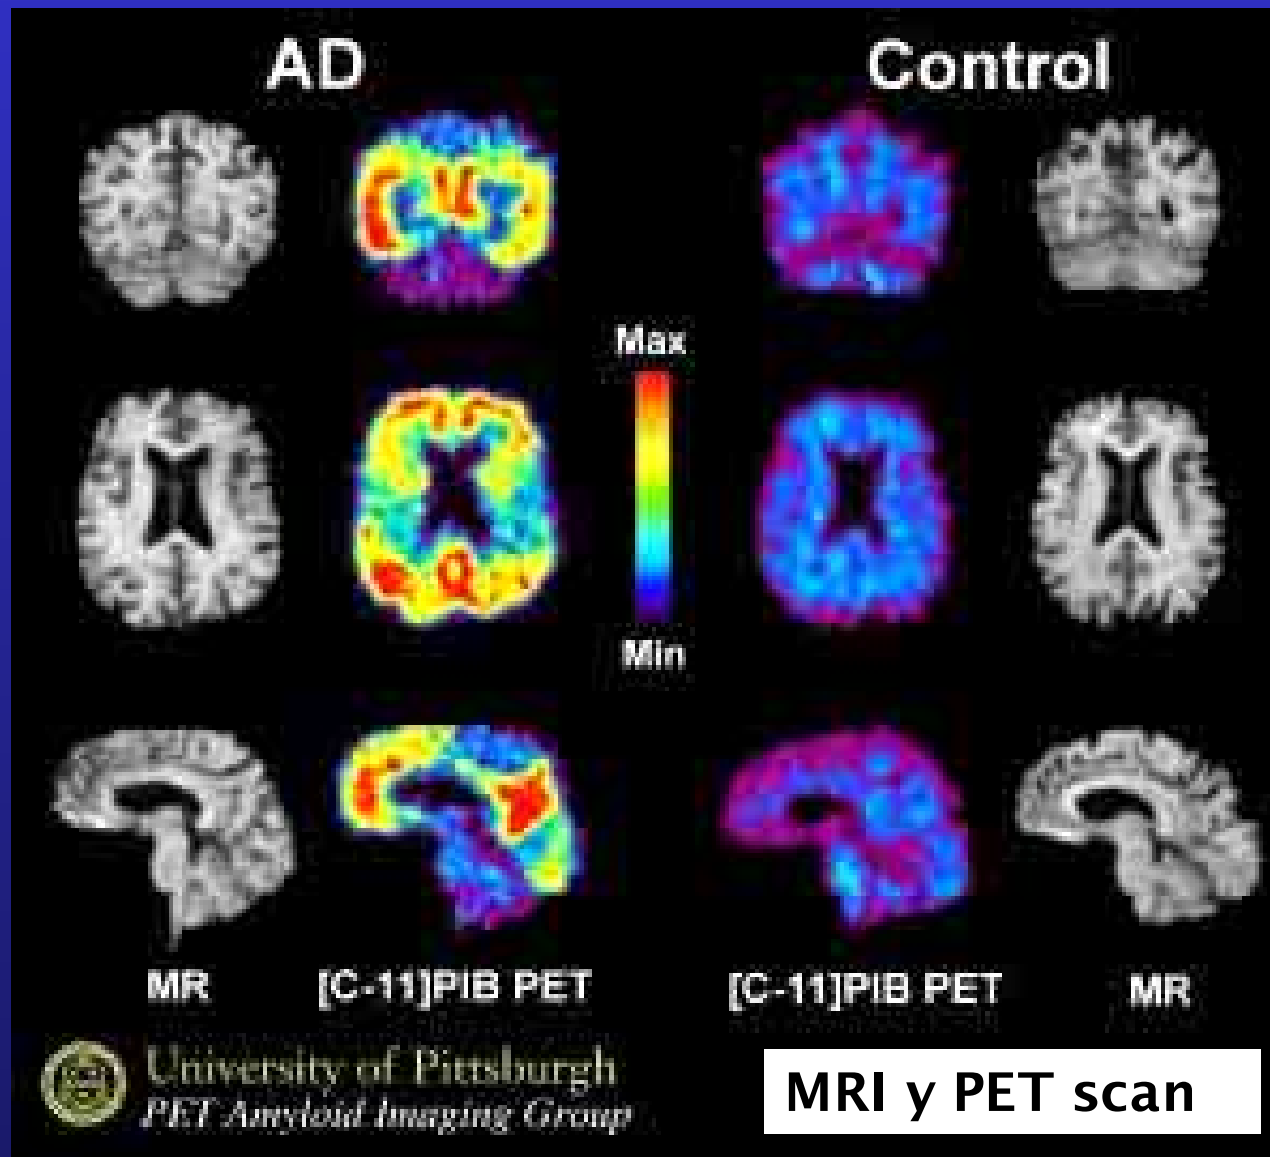 AD
Control
Max
Min
MR
[C-11]PIB PET
[C-11]PIB PET
MR
University of Pittsburgh
PET Amyloid Imaging Group
MRI y PET scan